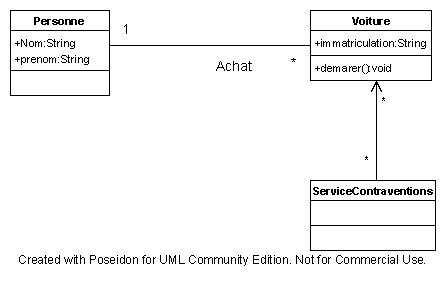 Personne
+Nom:String
+prenom:String
1
Achat
*
Voiture
+immatriculation:String
+demarer():void
*
*
ServiceContraventions
Created with Poseidon for UML Community Edition. Not for Commercial Use.